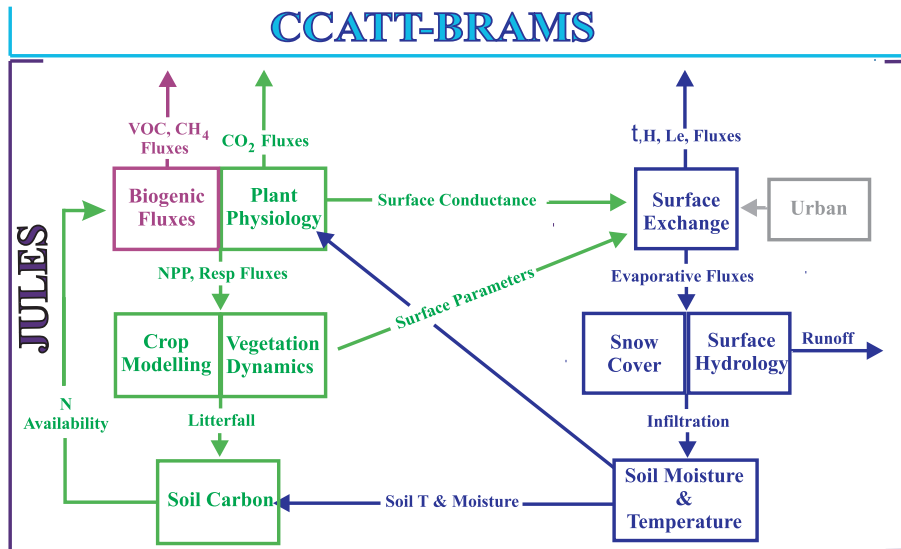 CCATT-BRAMS
JULES
VOC, CH4
Fluxes
CO2 Fluxes
t,H, Le, Fluxes
Biogenic
Fluxes
Plant
Physiology
Surface Conductance
Surface
Exchange
Urban
NPP, Resp Fluxes
Surface Parameters
Evaporative Fluxes
Crop
Modelling
Vegetation
Dynamics
Snow
Cover
Surface
Hydrology
Runoff
N
Availability
Litterfall
Infiltration
Soil Carbon
Soil T & Moisture
Soil Moisture
&
Temperature